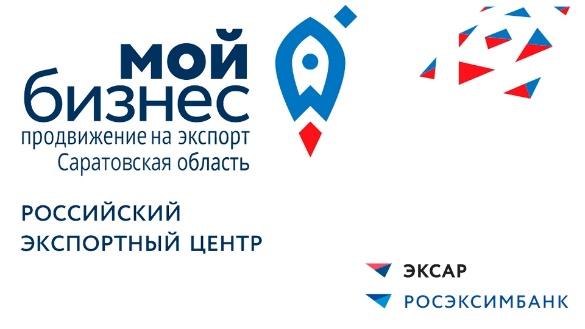 мой
бизнес
продвижение на экспорт
Саратовская область
РОССИЙСКИЙ
ЭКСПОРТНЫЙ ЦЕНТР
ЭКСАР
РОСЭКСИМБАНК